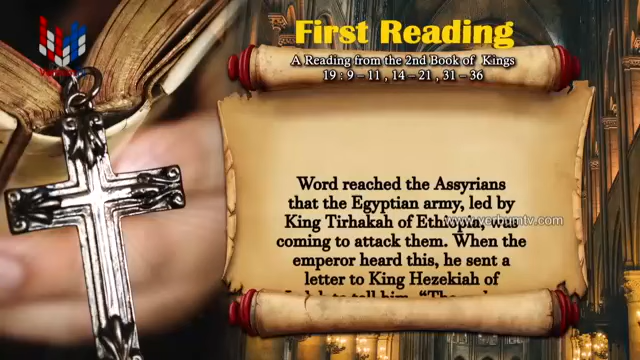 First Reading
A Reading from the 2nd Book of Kings
19 : 9 – 11 , 14 – 21 , 31 – 36
Word reached the Assyrians
that the Egyptian army, led by
King Tirhakah of Ethiopia, was
www.verbumtv.com
coming to attack them. When the
emperor heard this, he sent a
letter to King Hezekiah of